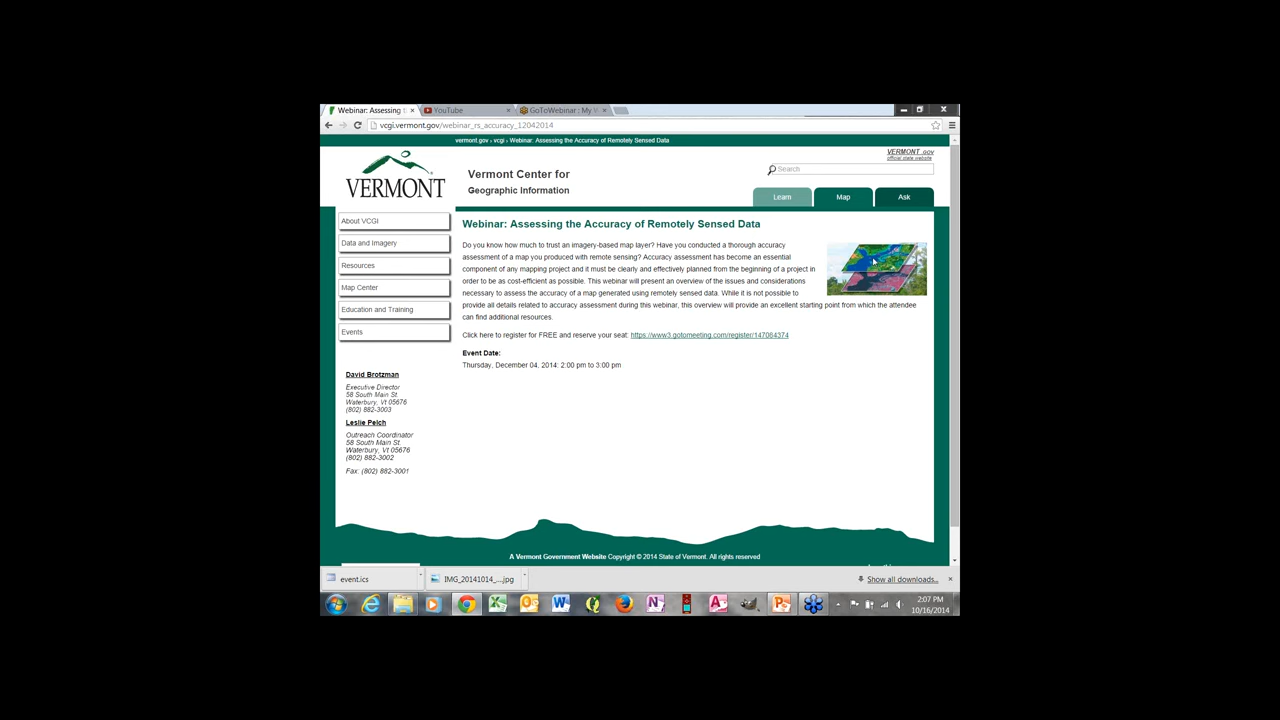 Webinar: Assessing
YouTube
GoToWebinar : My
vcgi.vermont.gov/webinar_rs_accuracy_12042014
vermont.gov › vcgi › Webinar: Assessing the Accuracy of Remotely Sensed Data
VERMONT
Vermont Center for
Geographic Information
VERMONT.gov
official state website
Search
Learn
Map
Ask
About VCGI
Data and Imagery
Resources
Map Center
Education and Training
Events
David Brotzman
Executive Director
58 South Main St.
Waterbury, Vt 05676
(802) 882-3003
Leslie Pelch
Outreach Coordinator
58 South Main St.
Waterbury, Vt 05676
(802) 882-3002
Fax: (802) 882-3001
Webinar: Assessing the Accuracy of Remotely Sensed Data
Do you know how much to trust an imagery-based map layer? Have you conducted a thorough accuracy
assessment of a map you produced with remote sensing? Accuracy assessment has become an essential
component of any mapping project and it must be clearly and effectively planned from the beginning of a project in
order to be as cost-efficient as possible. This webinar will present an overview of the issues and considerations
necessary to assess the accuracy of a map generated using remotely sensed data. While it is not possible to
provide all details related to accuracy assessment during this webinar, this overview will provide an excellent starting point from which the attendee
can find additional resources.
Click here to register for FREE and reserve your seat: https://www3.gotomeeting.com/register/147084374
Event Date:
Thursday, December 04, 2014: 2:00 pm to 3:00 pm
A Vermont Government Website Copyright © 2014 State of Vermont. All rights reserved
event.ics
IMG_20141014_....jpg
Show all downloads...
2:07 PM
10/16/2014